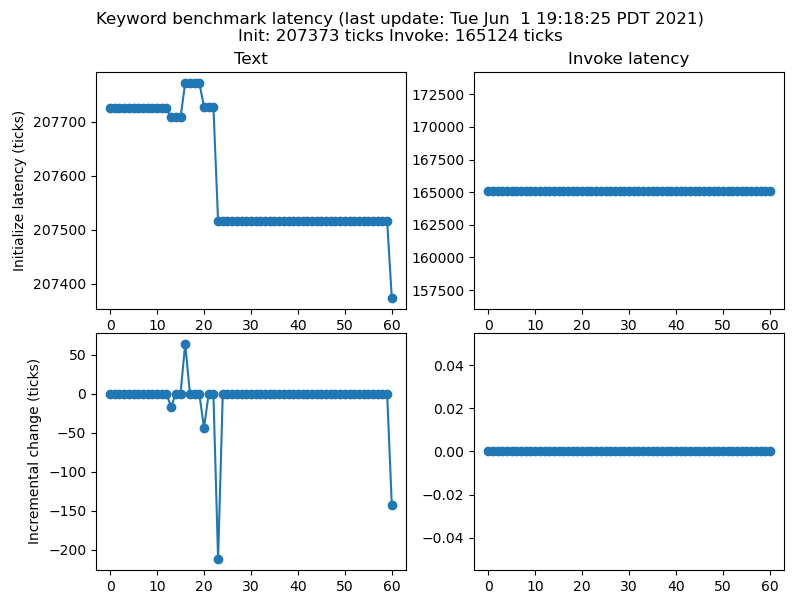 Keyword benchmark latency (last update: Tue Jun  1 19:18:25 PDT 2021)
Init: 207373 ticks Invoke: 165124 ticks
Text
Initialize latency (ticks)
207700
207600
207500
207400
0 10 20 30 40 50 60
Invoke latency
172500
170000
167500
165000
162500
160000
157500
0 10 20 30 40 50 60
Incremental change (ticks)
50
0
−50
−100
−150
−200
0 10 20 30 40 50 60
0.04
0.02
0.00
−0.02
−0.04
0 10 20 30 40 50 60